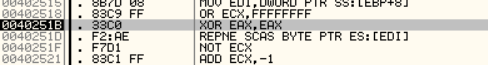 00402515 . 8B7D 08 MOV EDI,DWORD PTR SS:[EBP+8]
00402518 . 83C9 FF OR ECX,FFFFFFFF
0040251B . 33C0 XOR EAX,EAX
0040251D . F2:AE REPNE SCAS BYTE PTR ES:[EDI]
0040251F . F7D1 NOT ECX
00402521 . 83C1 FF ADD ECX,-1